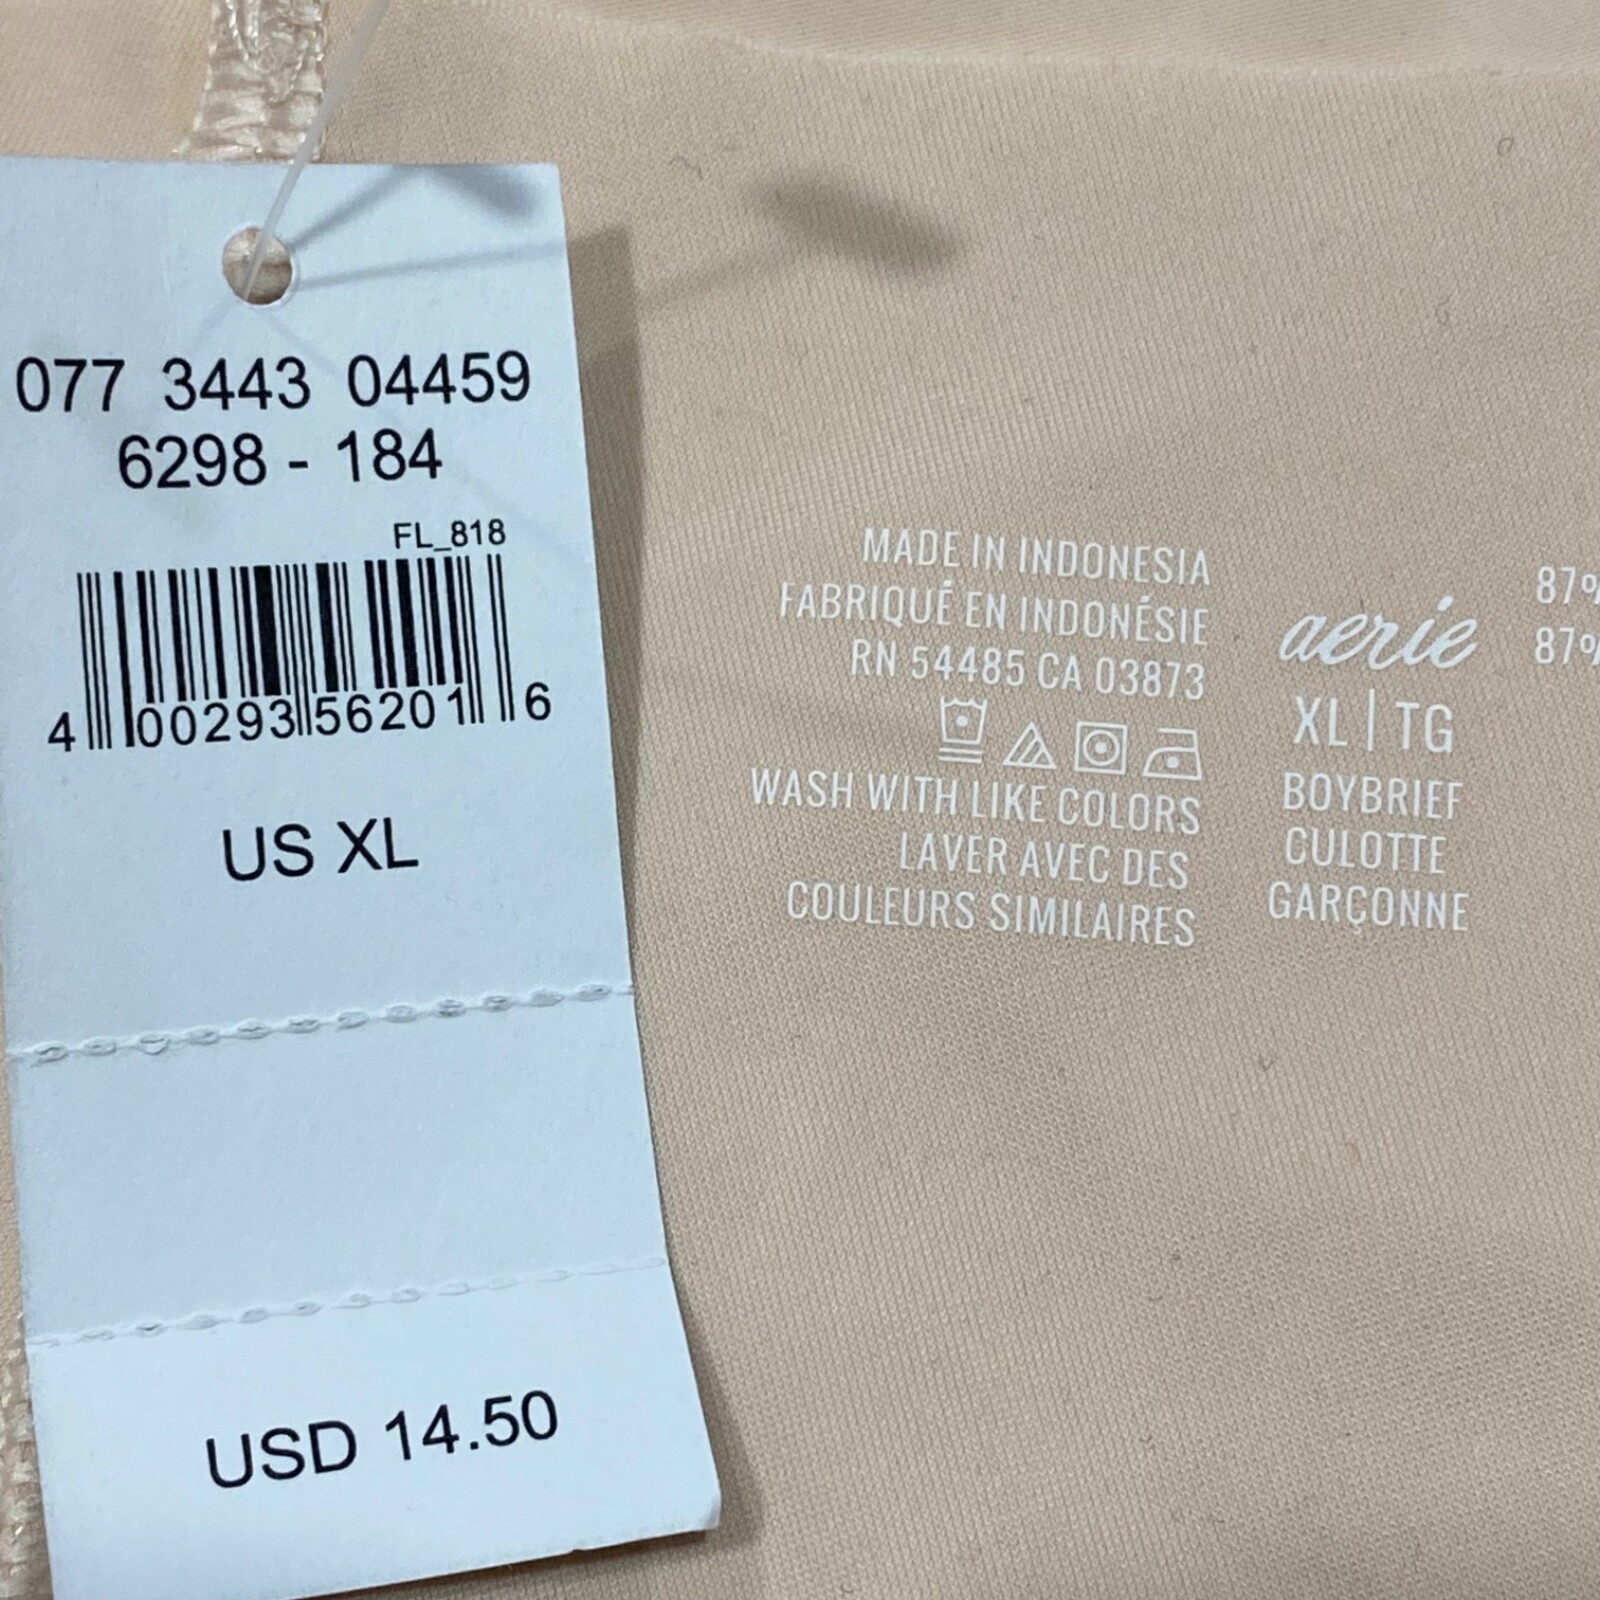 077 3443 04459
6298 - 184
FL_818
4 00293 56201 6
US XL
USD 14.50
MADE IN INDONESIA
FABRIQUÉ EN INDONÉSIE
RN 54485 CA 03873
WASH WITH LIKE COLORS
LAVER AVEC DES
COULEURS SIMILAIRES
aerie
XL | TG
BOYBRIEF
CULOTTE
GARÇONNE
87%
87%